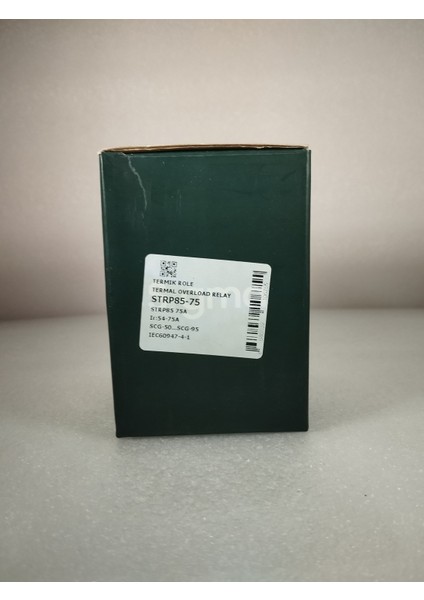 TERMIK ROLE
TERMAL OVERLOAD RELAY
STRP85-75
STRP85 75A
Ir:54-75A
SCG-50...SCG-95
IEC60947-4-1